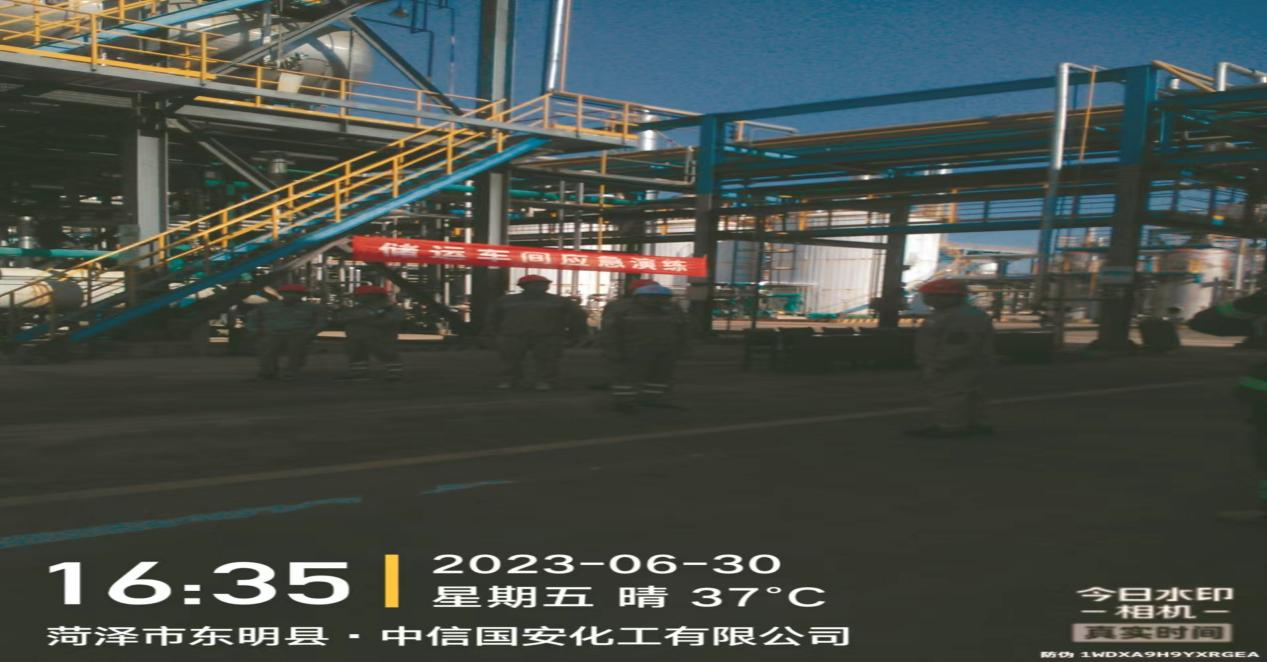 储运车间应急演练
16:35
2023-06-30
星期五 晴 37°C
菏泽市东明县·中信国安化工有限公司
今日水印
-相机-
真实时间
防伪 1WDXA9H9YXRGEA